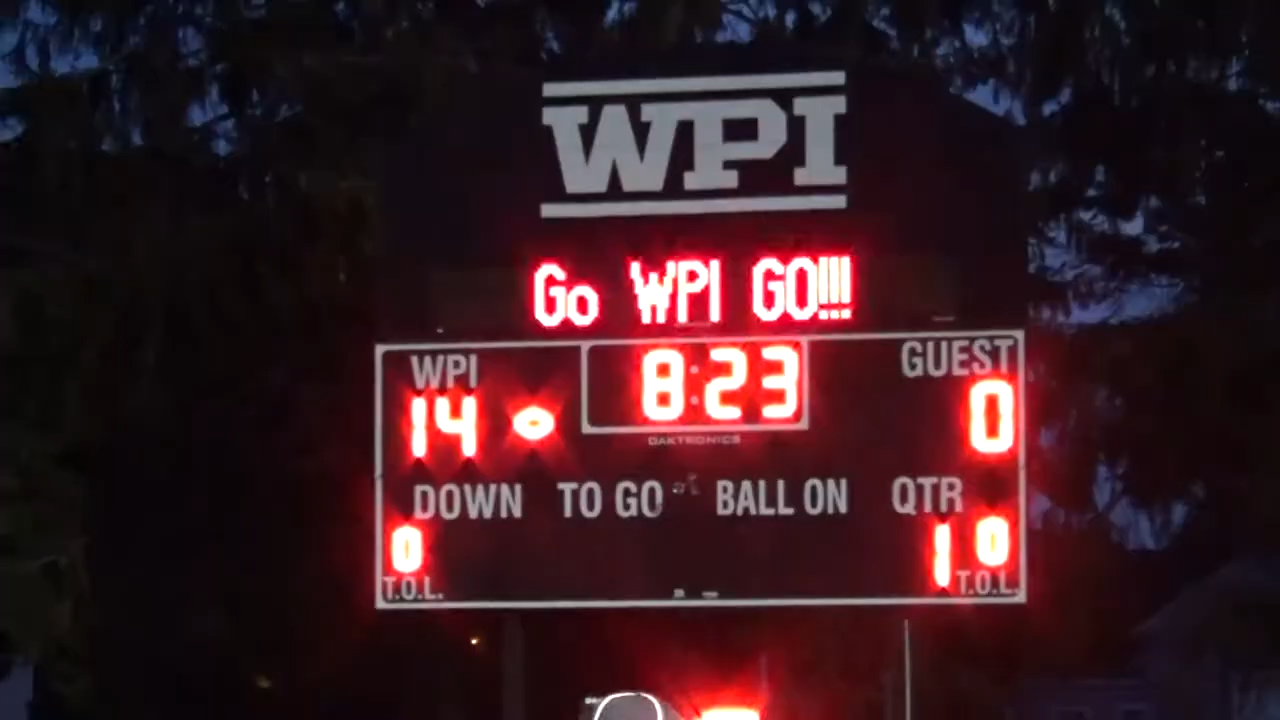 WPI
Go WPI GO!!!
WPI 8:23 GUEST
14 0
DAKTRONICS
DOWN TO GO BALL ON QTR
0 1 0
T.O.L. T.O.L.